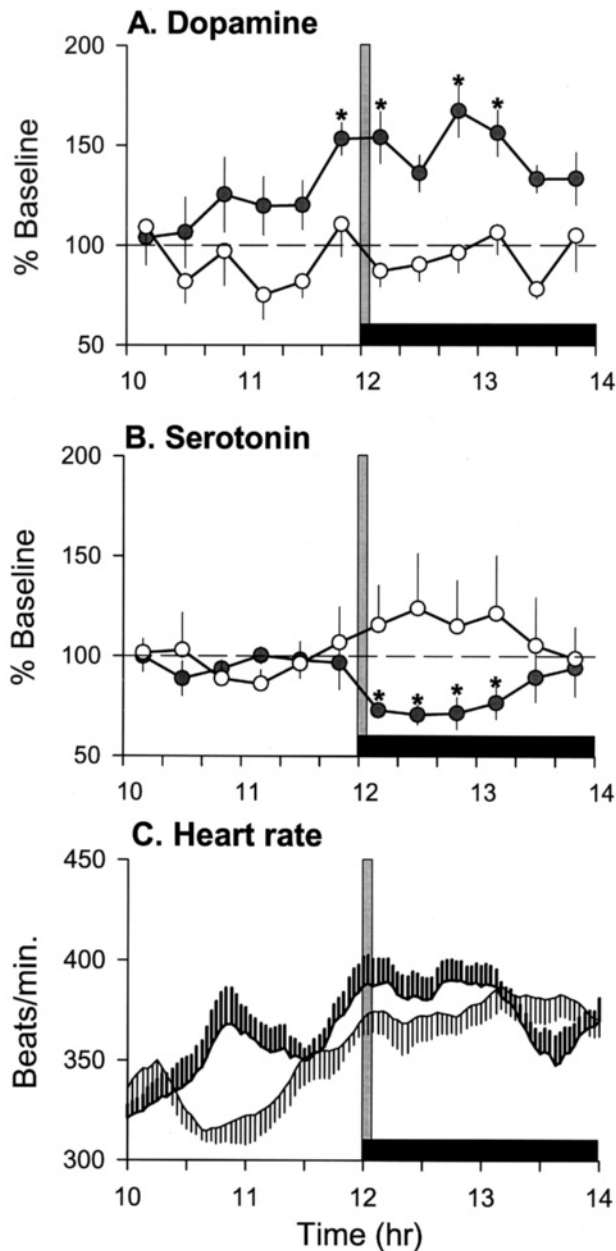 A. Dopamine
200
150
100
50
% Baseline
* * * *
10 11 12 13 14
B. Serotonin
200
150
100
50
% Baseline
* * * *
10 11 12 13 14
C. Heart rate
450
400
350
300
Beats/min.
10 11 12 13 14
Time (hr)